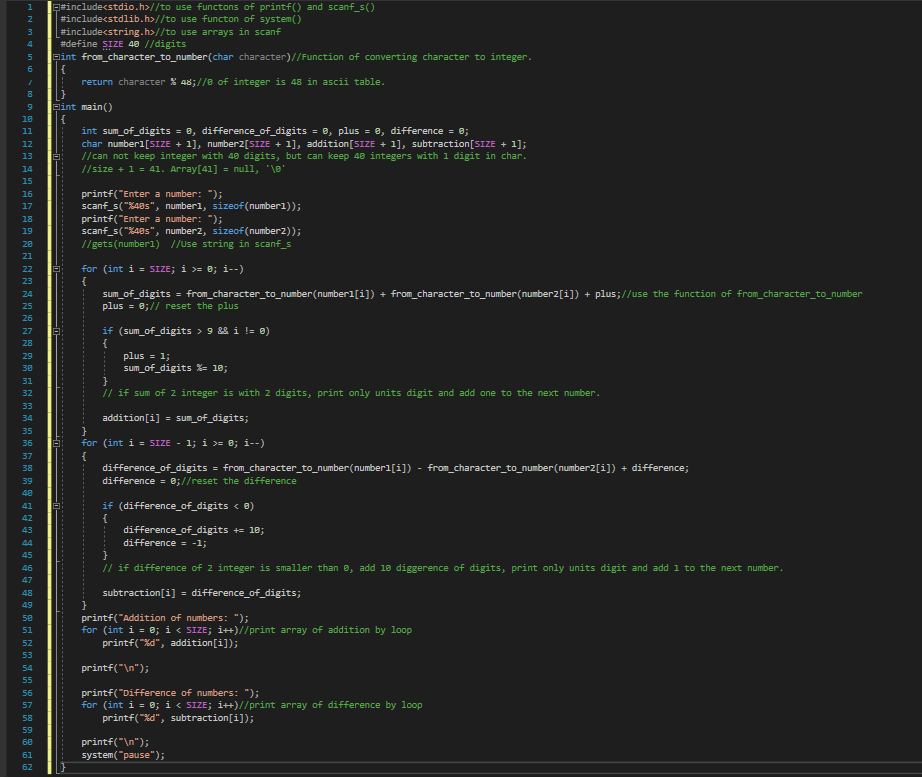 1 #include<stdio.h>//to use functons of printf() and scanf_s()
2 #include<stdlib.h>//to use functon of system()
3 #include<string.h>//to use arrays in scanf
4 #define SIZE 40 //digits
5 int from_character_to_number(char character)//Function of converting character to integer.
6 {
7 return character % 48;//0 of integer is 48 in ascii table.
8 }
9 int main()
10 {
11 int sum_of_digits = 0, difference_of_digits = 0, plus = 0, difference = 0;
12 char number1[SIZE + 1], number2[SIZE + 1], addition[SIZE + 1], subtraction[SIZE + 1];
13 //can not keep integer with 40 digits, but can keep 40 integers with 1 digit in char.
14 //size + 1 = 41. Array[41] = null, '\0'
15
16 printf("Enter a number: ");
17 scanf_s("%40s", number1, sizeof(number1));
18 printf("Enter a number: ");
19 scanf_s("%40s", number2, sizeof(number2));
20 //gets(number1) //Use string in scanf_s
21
22 for (int i = SIZE; i >= 0; i--)
23 {
24 sum_of_digits = from_character_to_number(number1[i]) + from_character_to_number(number2[i]) + plus;//use the function of from_character_to_number
25 plus = 0;// reset the plus
26
27 if (sum_of_digits > 9 && i != 0)
28 {
29 plus = 1;
30 sum_of_digits %= 10;
31 }
32 // if sum of 2 integer is with 2 digits, print only units digit and add one to the next number.
33
34 addition[i] = sum_of_digits;
35 }
36 for (int i = SIZE - 1; i >= 0; i--)
37 {
38 difference_of_digits = from_character_to_number(number1[i]) - from_character_to_number(number2[i]) + difference;
39 difference = 0;//reset the difference
40
41 if (difference_of_digits < 0)
42 {
43 difference_of_digits += 10;
44 difference = -1;
45 }
46 // if difference of 2 integer is smaller than 0, add 10 diggerence of digits, print only units digit and add 1 to the next number.
47
48 subtraction[i] = difference_of_digits;
49 }
50 printf("Addition of numbers: ");
51 for (int i = 0; i < SIZE; i++)//print array of addition by loop
52 printf("%d", addition[i]);
53
54 printf("\n");
55
56 printf("Difference of numbers: ");
57 for (int i = 0; i < SIZE; i++)//print array of difference by loop
58 printf("%d", subtraction[i]);
59
60 printf("\n");
61 system("pause");
62 }